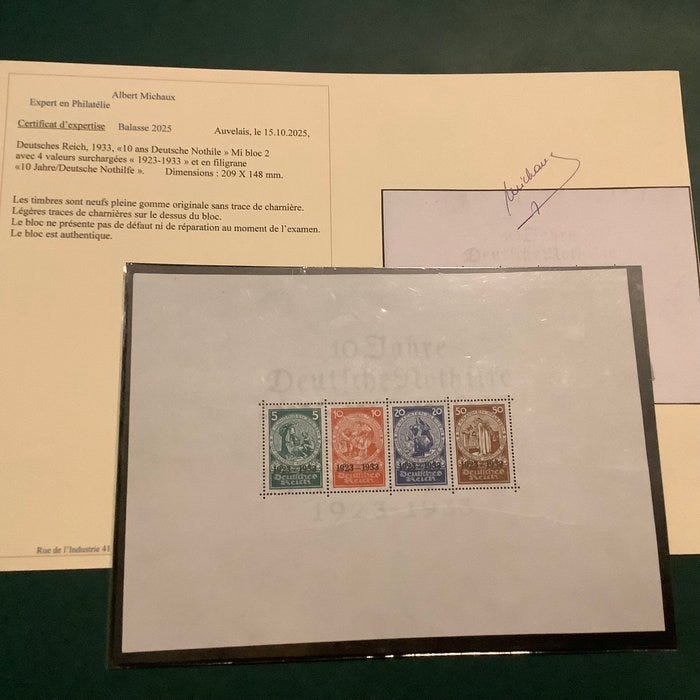 Albert Michaux
Expert en Philatélie
Certificat d'expertise Balasse 2025 Auvelais, le 15.10.2025,
Deutsches Reich, 1933, «10 ans Deutsche Nothile » Mi bloc 2
avec 4 valeurs surchargées « 1923-1933 » et en filigrane
«10 Jahre/Deutsche Nothilfe ». Dimensions : 209 X 148 mm.
Les timbres sont neufs pleine gomme originale sans trace de charnière.
Légères traces de charnières sur le dessus du bloc.
Le bloc ne présente pas de défaut ni de réparation au moment de l'examen.
Le bloc est authentique.
Michaux
Deutsche Nothilfe
10 Jahre
Deutsche Nothilfe
5 5 10 10 20 20 50 50
1923-1933 1923-1933 1923-1933 1923-1933
Deutsches Deutsches Deutsches Deutsches
Reich Reich Reich Reich
1923-1933
Rue de l'Industrie 41